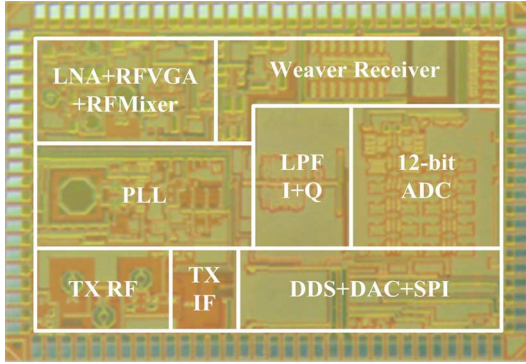 LNA+RFVGA
+RFMixer
Weaver Receiver
PLL
LPF
I+Q
12-bit
ADC
TX RF
TX
IF
DDS+DAC+SPI